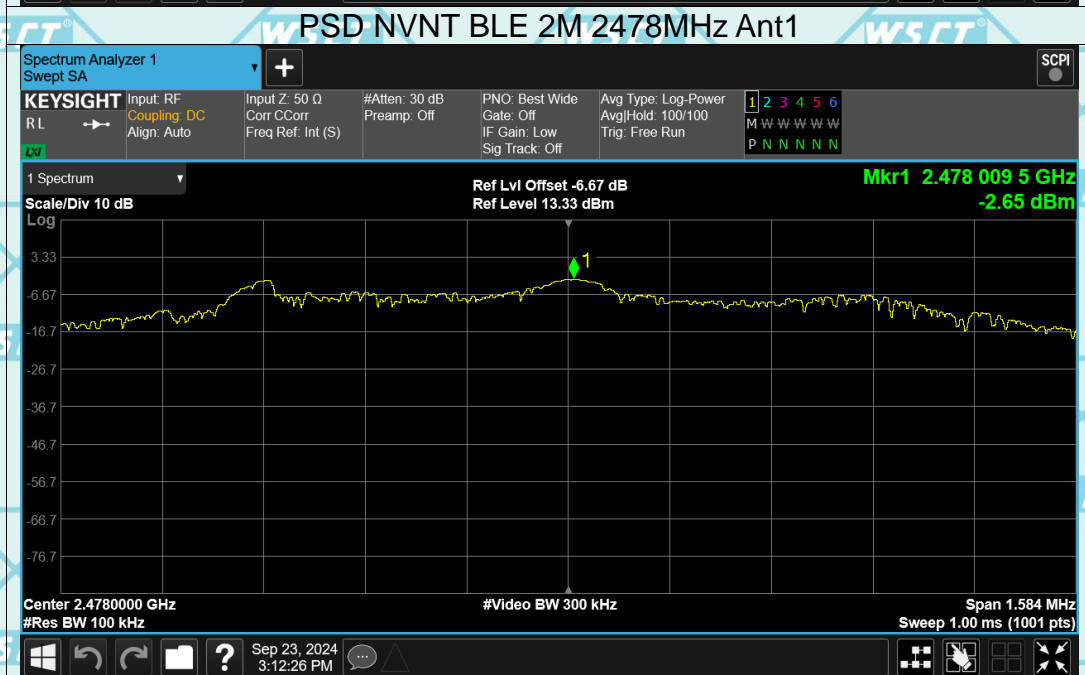 PSD NVNT BLE 2M 2478MHz Ant1
Spectrum Analyzer 1
Swept SA
+
SCPI
KEYSIGHT
R L
LXI
Input: RF
Coupling: DC
Align: Auto
Input Z: 50 Ω
Corr CCorr
Freq Ref: Int (S)
#Atten: 30 dB
Preamp: Off
PNO: Best Wide
Gate: Off
IF Gain: Low
Sig Track: Off
Avg Type: Log-Power
Avg|Hold: 100/100
Trig: Free Run
1 2 3 4 5 6
M W W W W W
P N N N N N
1 Spectrum
Scale/Div 10 dB
Ref Lvl Offset -6.67 dB
Ref Level 13.33 dBm
Mkr1 2.478 009 5 GHz
-2.65 dBm
Log
1
3.33
-6.67
-16.7
-26.7
-36.7
-46.7
-56.7
-66.7
-76.7
Center 2.4780000 GHz
#Res BW 100 kHz
#Video BW 300 kHz
Span 1.584 MHz
Sweep 1.00 ms (1001 pts)
?
Sep 23, 2024
3:12:26 PM
WSCT
WSCT
WSCT